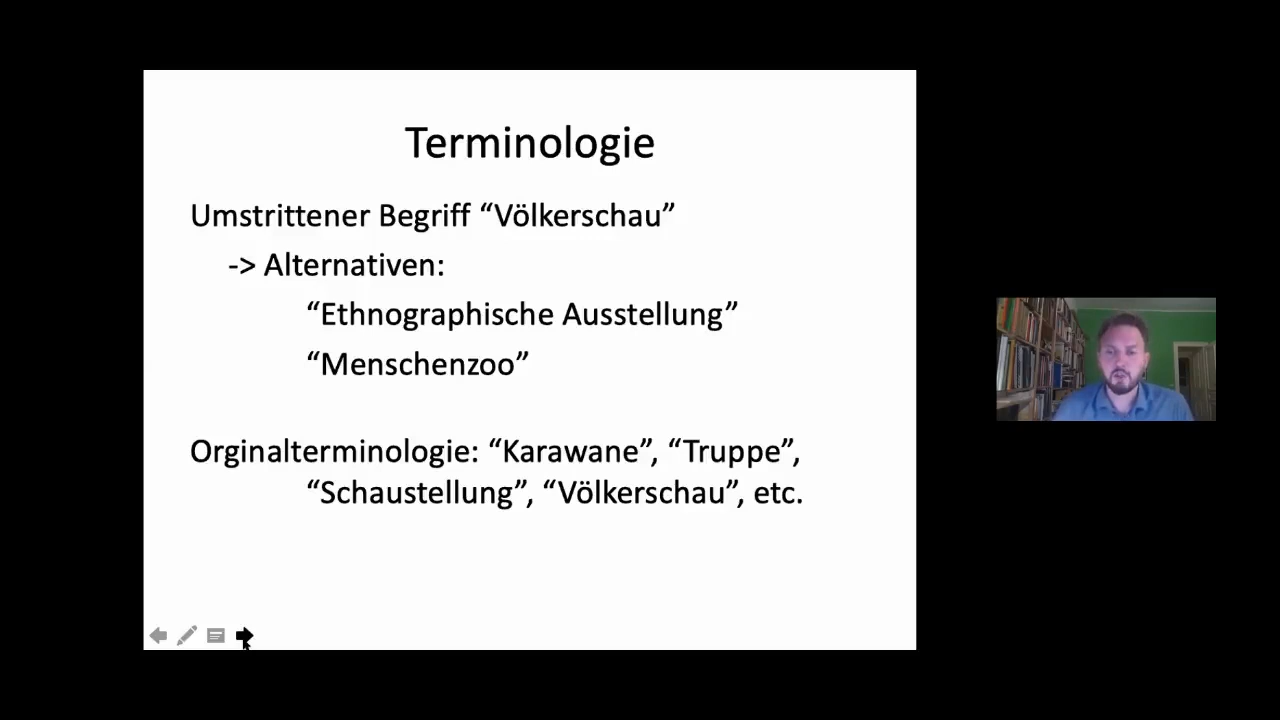 Terminologie
Umstrittener Begriff “Völkerschau”
-> Alternativen:
“Ethnographische Ausstellung”
“Menschenzoo”
Orginalterminologie: “Karawane”, “Truppe”,
“Schaustellung”, “Völkerschau”, etc.